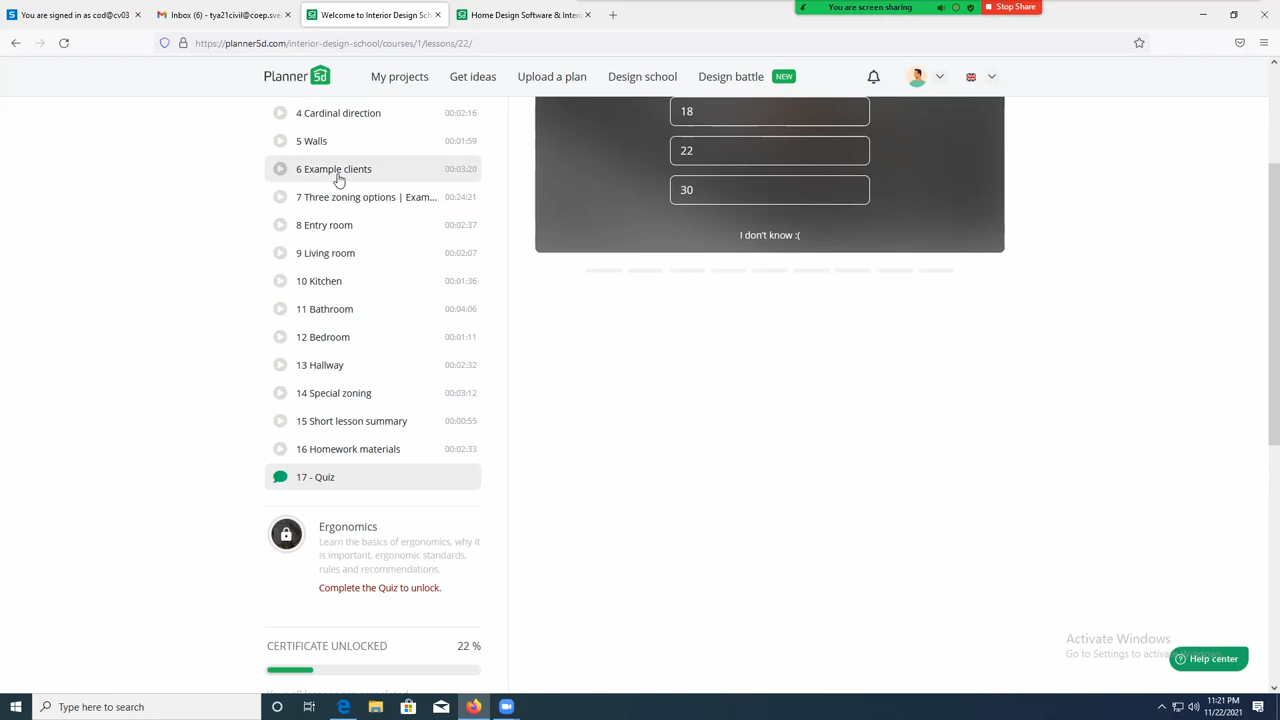 You are signed in as cod@cv03
Inbox (5) - tya21civil@coep.sve
Welcome to Interior Design Sch
Home Design Software & Inte
You are screen sharing
Stop Share
https://planner5d.com/interior-design-school/courses/1/lessons/22/
Planner 5d
My projects
Get ideas
Upload a plan
Design school
Design battle NEW
4 Cardinal direction 00:02:16
18
5 Walls 00:01:59
22
6 Example clients 00:03:20
30
7 Three zoning options | Exam... 00:24:21
8 Entry room 00:02:37
I don't know :(
9 Living room 00:02:07
10 Kitchen 00:01:36
11 Bathroom 00:04:06
12 Bedroom 00:01:11
13 Hallway 00:02:32
14 Special zoning 00:03:12
15 Short lesson summary 00:00:55
16 Homework materials 00:02:33
17 - Quiz
Ergonomics
Learn the basics of ergonomics, why it
is important, ergonomic standards,
rules and recommendations.
Complete the Quiz to unlock.
CERTIFICATE UNLOCKED 22 %
Activate Windows
Go to Settings to activate
Help center
Type here to search
11:21 PM
11/22/2021